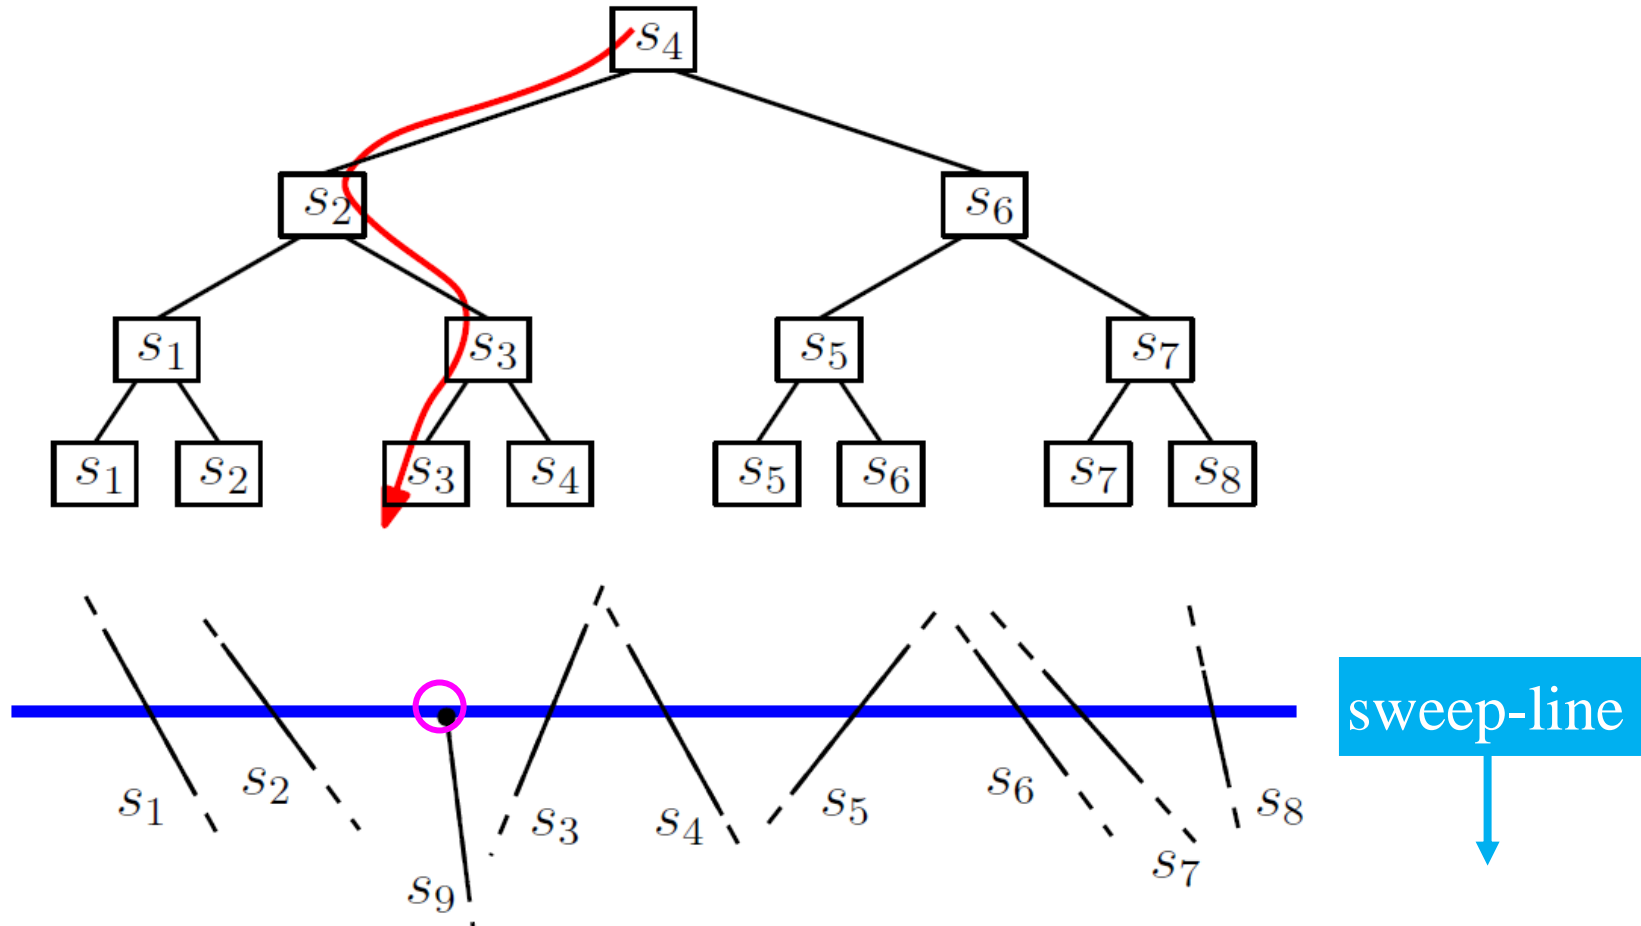 s4
s2 s6
s1 s3 s5 s7
s1 s2 s3 s4 s5 s6 s7 s8
sweep-line
s1 s2 s3 s4 s5 s6 s7 s8
s9